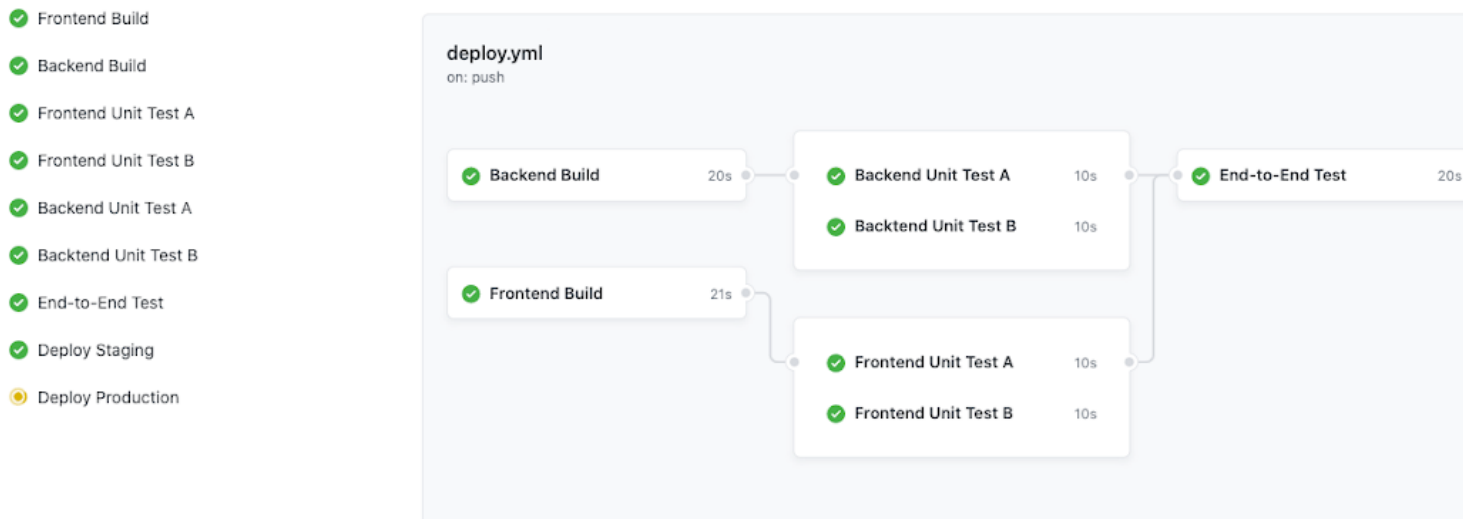 Frontend Build
Backend Build
Frontend Unit Test A
Frontend Unit Test B
Backend Unit Test A
Backtend Unit Test B
End-to-End Test
Deploy Staging
Deploy Production
deploy.yml
on: push
Backend Build 20s
Backend Unit Test A 10s
Backtend Unit Test B 10s
End-to-End Test 20s
Frontend Build 21s
Frontend Unit Test A 10s
Frontend Unit Test B 10s